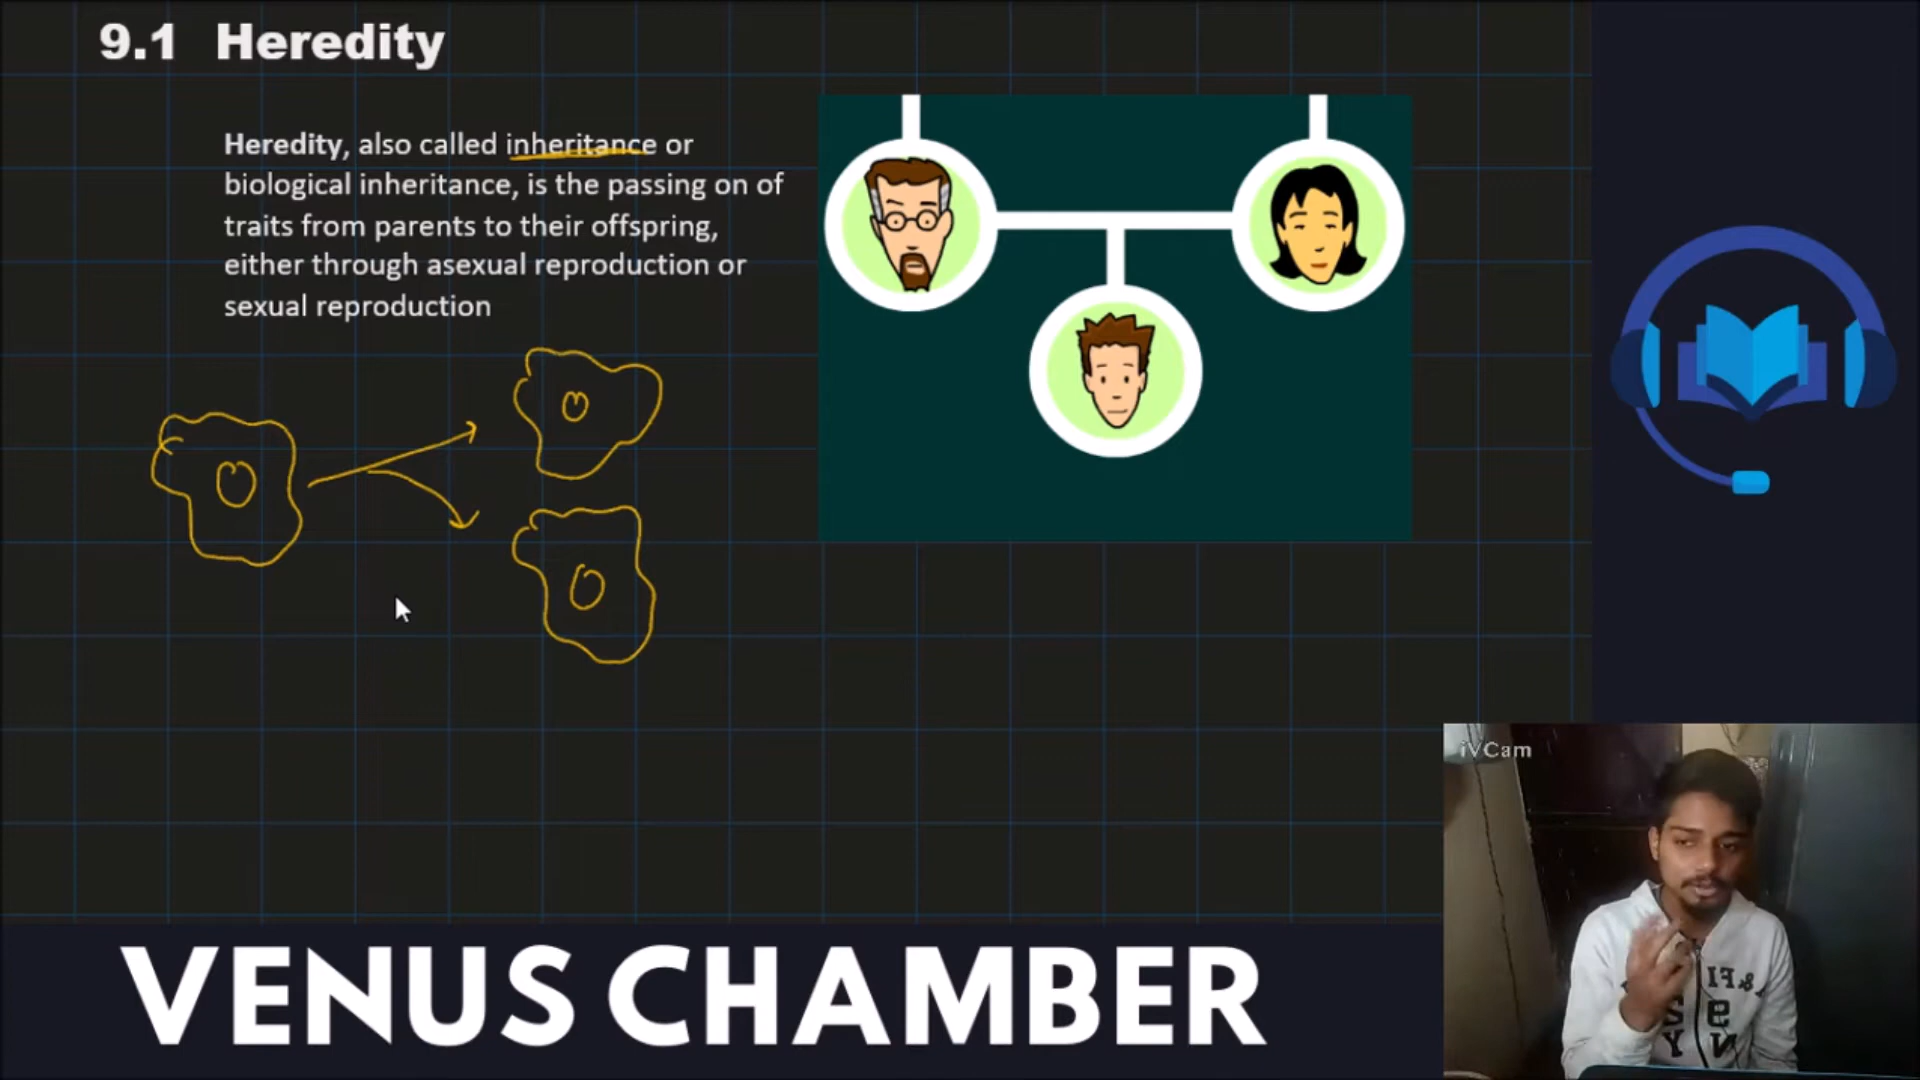 9.1 Heredity
Heredity, also called inheritance or
biological inheritance, is the passing on of
traits from parents to their offspring,
either through asexual reproduction or
sexual reproduction
iVCam
VENUS CHAMBER